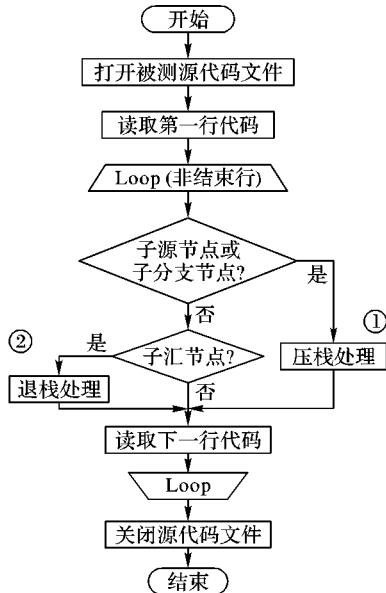 开始
打开被测源代码文件
读取第一行代码
Loop (非结束行)
子源节点或
子分支节点?
是
①
否
②
是
子汇节点?
压栈处理
退栈处理
否
读取下一行代码
Loop
关闭源代码文件
结束